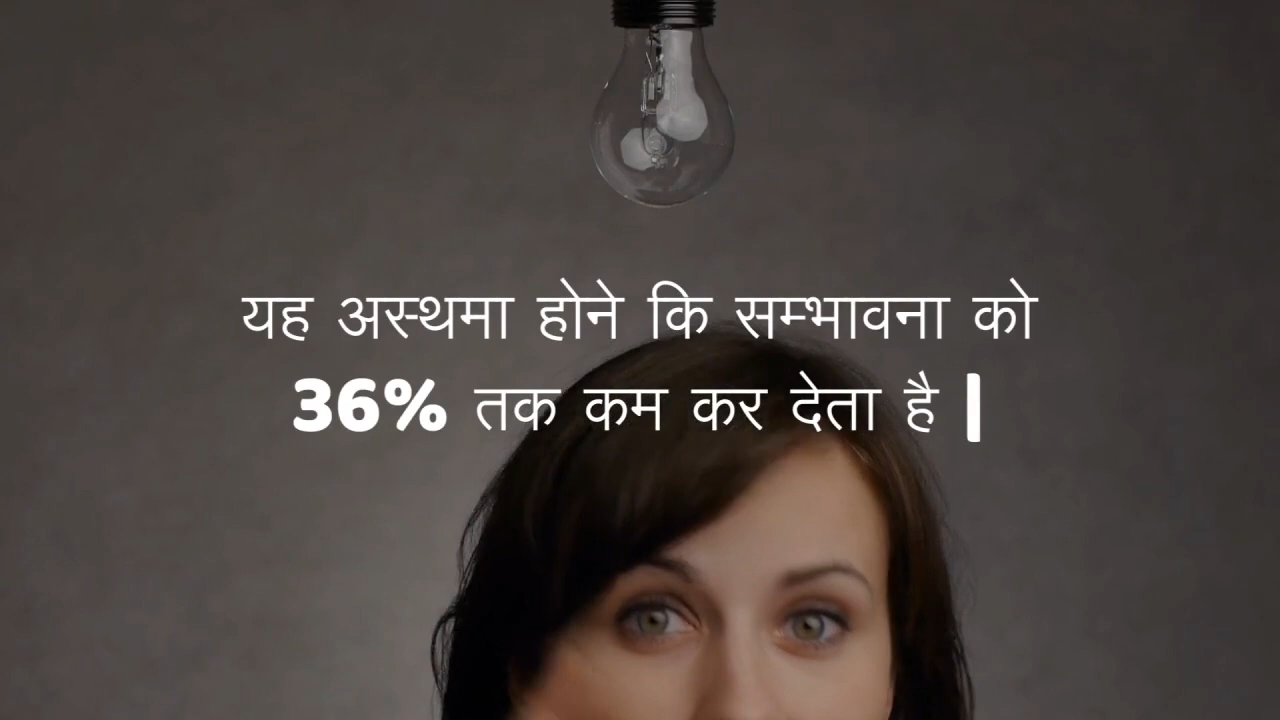 यह अस्थमा होने कि सम्भावना को
36% तक कम कर देता है |